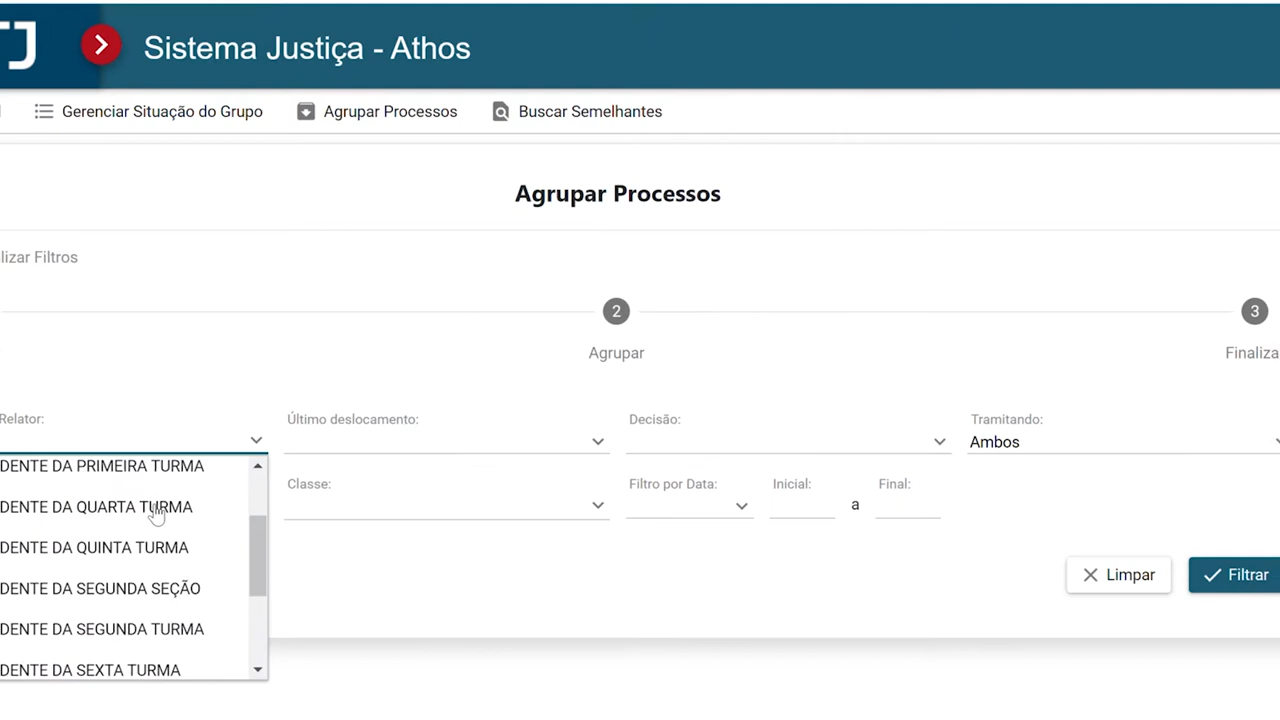 TJ
Sistema Justiça - Athos
Gerenciar Situação do Grupo
Agrupar Processos
Buscar Semelhantes
Agrupar Processos
lizar Filtros
2
3
Agrupar
Finaliza
Relator:
Último deslocamento:
Decisão:
Tramitando:
Ambos
DENTE DA PRIMEIRA TURMA
DENTE DA QUARTA TURMA
DENTE DA QUINTA TURMA
DENTE DA SEGUNDA SEÇÃO
DENTE DA SEGUNDA TURMA
DENTE DA SEXTA TURMA
Classe:
Filtro por Data:
Inicial:
a
Final:
Limpar
Filtrar